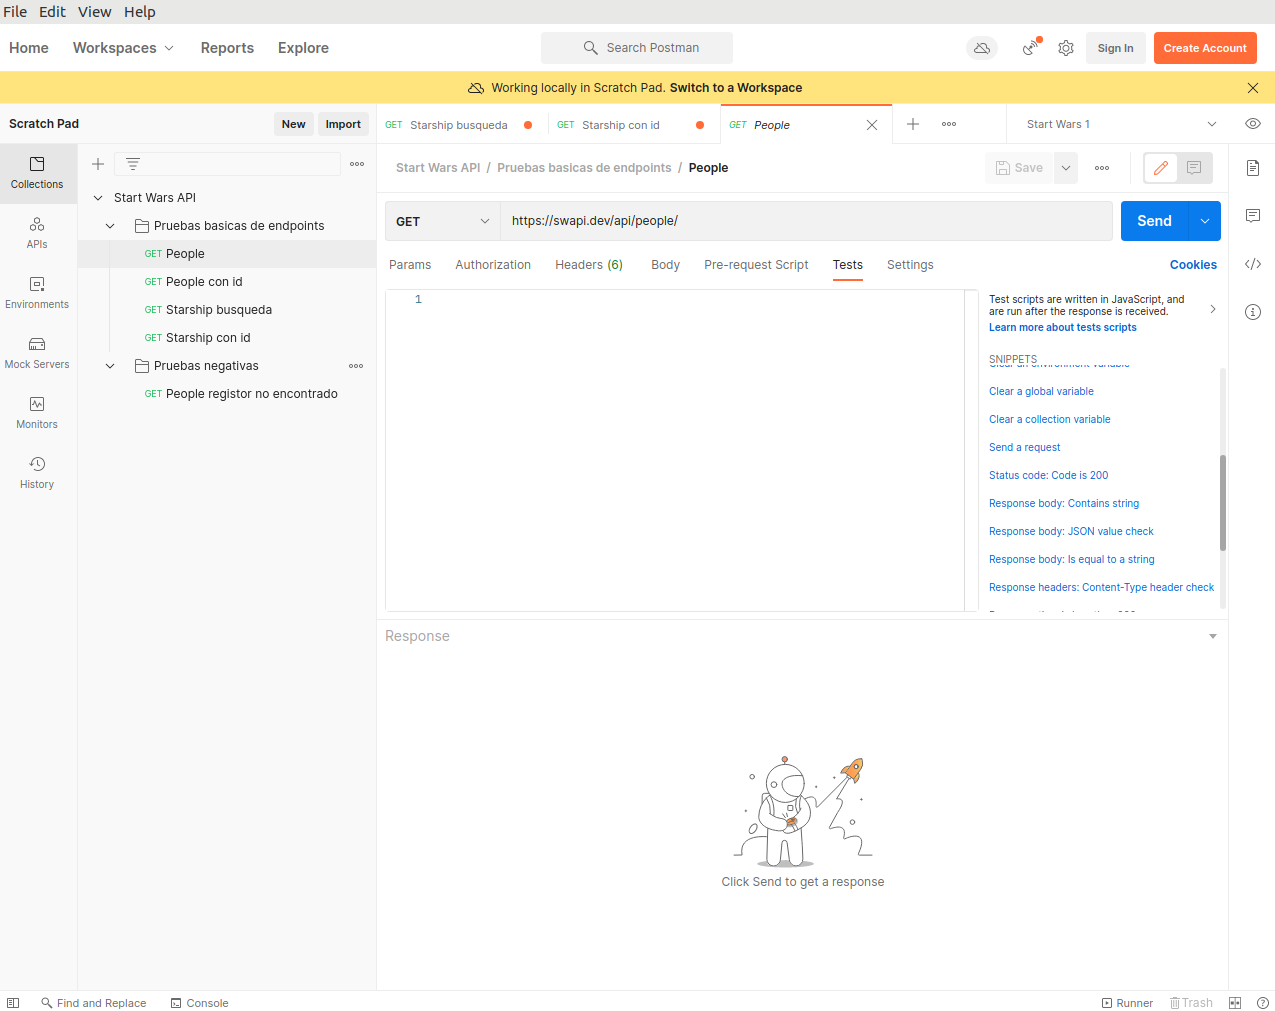 File Edit View Help
Home Workspaces Reports Explore Search Postman Sign In Create Account
Working locally in Scratch Pad. Switch to a Workspace
Scratch Pad New Import
GET Starship busqueda GET Starship con id GET People Start Wars 1
Collections
APIs
Environments
Mock Servers
Monitors
History
Start Wars API
Pruebas basicas de endpoints
GET People
GET People con id
GET Starship busqueda
GET Starship con id
Pruebas negativas
GET People registor no encontrado
Start Wars API / Pruebas basicas de endpoints / People Save
GET https://swapi.dev/api/people/ Send
Params Authorization Headers (6) Body Pre-request Script Tests Settings Cookies
1
Test scripts are written in JavaScript, and
are run after the response is received.
Learn more about tests scripts
SNIPPETS
Clear an environment variable
Clear a global variable
Clear a collection variable
Send a request
Status code: Code is 200
Response body: Contains string
Response body: JSON value check
Response body: Is equal to a string
Response headers: Content-Type header check
Response
Click Send to get a response
Find and Replace Console Runner Trash